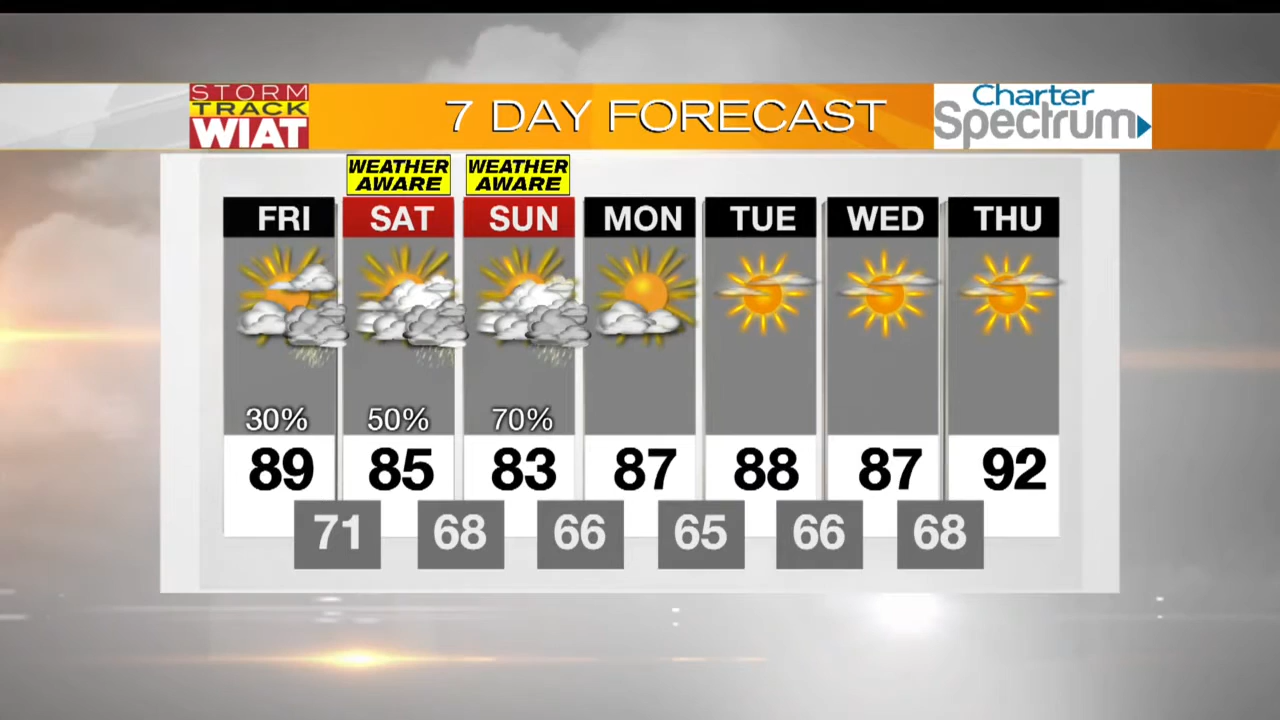 STORM
TRACK
WIAT
7 DAY FORECAST
Charter
Spectrum
WEATHER
AWARE
WEATHER
AWARE
FRI SAT SUN MON TUE WED THU
30% 50% 70%
89 85 83 87 88 87 92
71 68 66 65 66 68